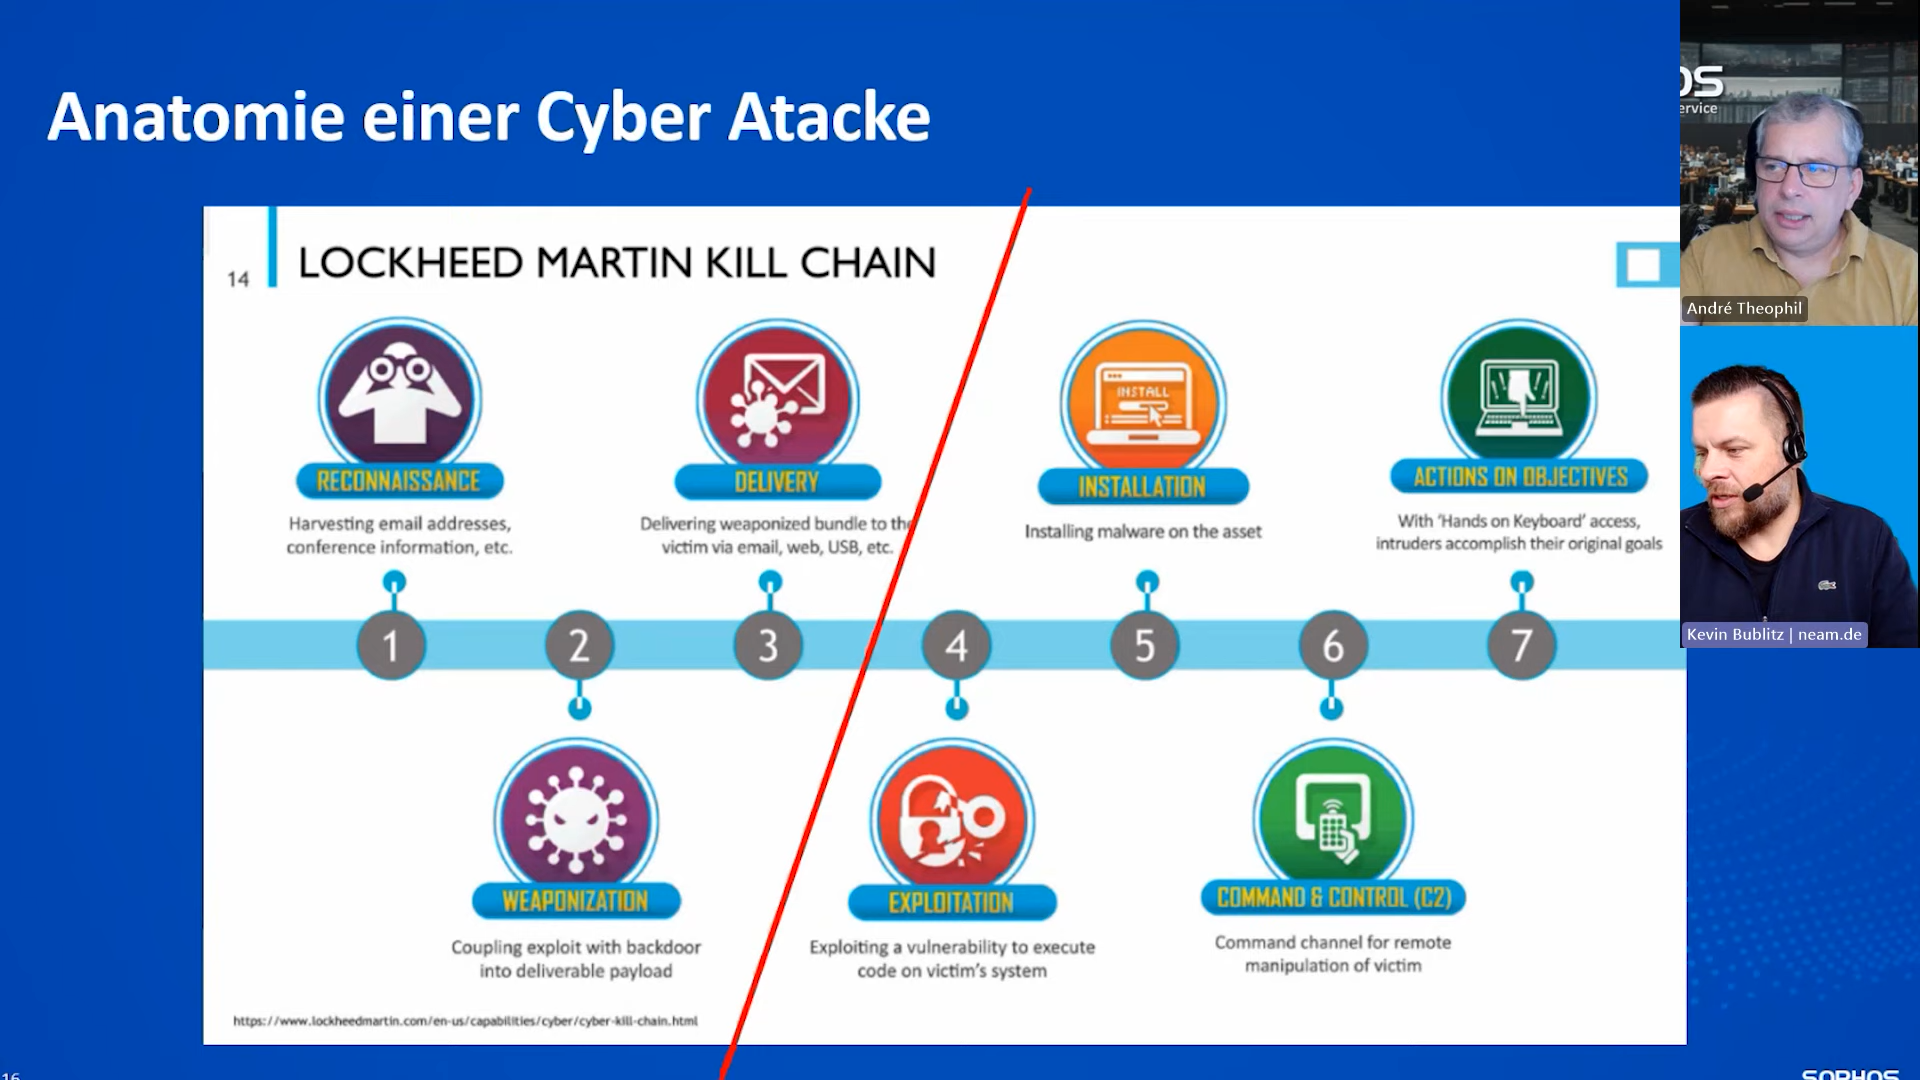 Anatomie einer Cyber Atacke
14
LOCKHEED MARTIN KILL CHAIN
INSTALL
RECONNAISSANCE
Harvesting email addresses,
conference information, etc.
DELIVERY
Delivering weaponized bundle to the
victim via email, web, USB, etc.
INSTALLATION
Installing malware on the asset
ACTIONS ON OBJECTIVES
With ‘Hands on Keyboard’ access,
intruders accomplish their original goals
1 2 3 4 5 6 7
WEAPONIZATION
Coupling exploit with backdoor
into deliverable payload
EXPLOITATION
Exploiting a vulnerability to execute
code on victim’s system
COMMAND & CONTROL (C2)
Command channel for remote
manipulation of victim
https://www.lockheedmartin.com/en-us/capabilities/cyber/cyber-kill-chain.html
16
SOPHOS
OS
ervice
André Theophil
Kevin Bublitz | neam.de